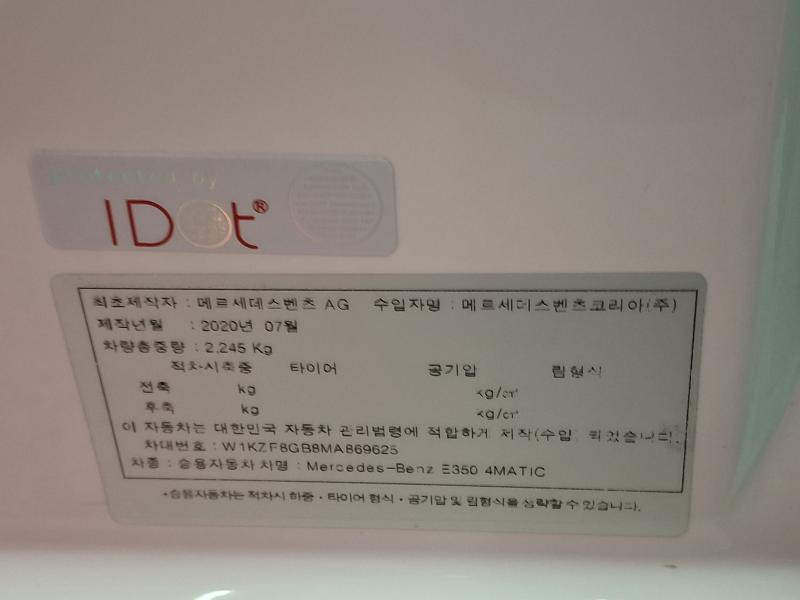 protected by
IDOt®
최초제작자 : 메르세데스벤츠 AG 수입자명 : 메르세데스벤츠코리아(주)
제작년월 : 2020년 07월
차량총중량 : 2,245 Kg
적차시축중 타이어 공기압 림형식
전축 kg kg/㎠
후축 kg kg/㎠
이 자동차는 대한민국 자동차 관리법령에 적합하게 제작(수입) 되었습니다.
차대번호 : W1KZF8GB8MA869625
차종 : 승용자동차 차명 : Mercedes-Benz E350 4MATIC
•승용자동차는 적차시 하중·타이어 형식·공기압 및 림형식을 생략할 수 있습니다.